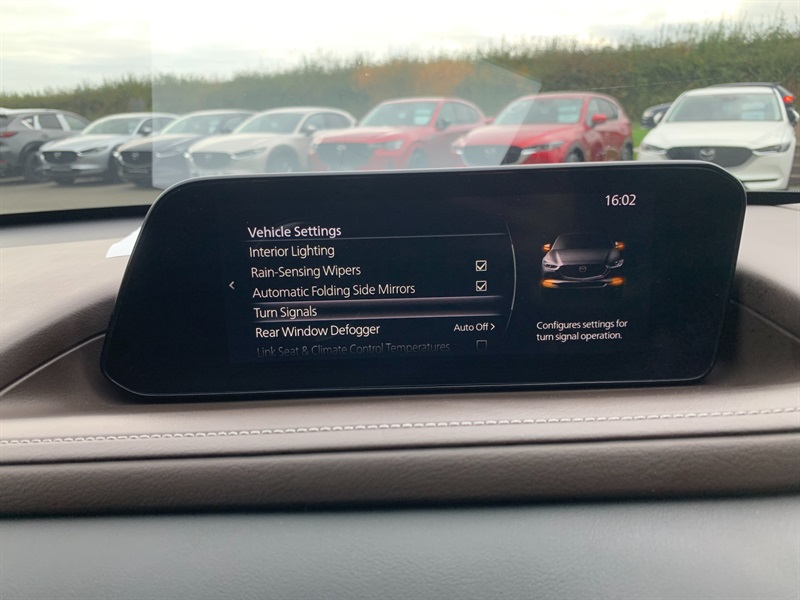 16:02
Vehicle Settings
Interior Lighting
Rain-Sensing Wipers
Automatic Folding Side Mirrors
Turn Signals
Rear Window Defogger Auto Off
Link Seat & Climate Control Temperatures
Configures settings for
turn signal operation.